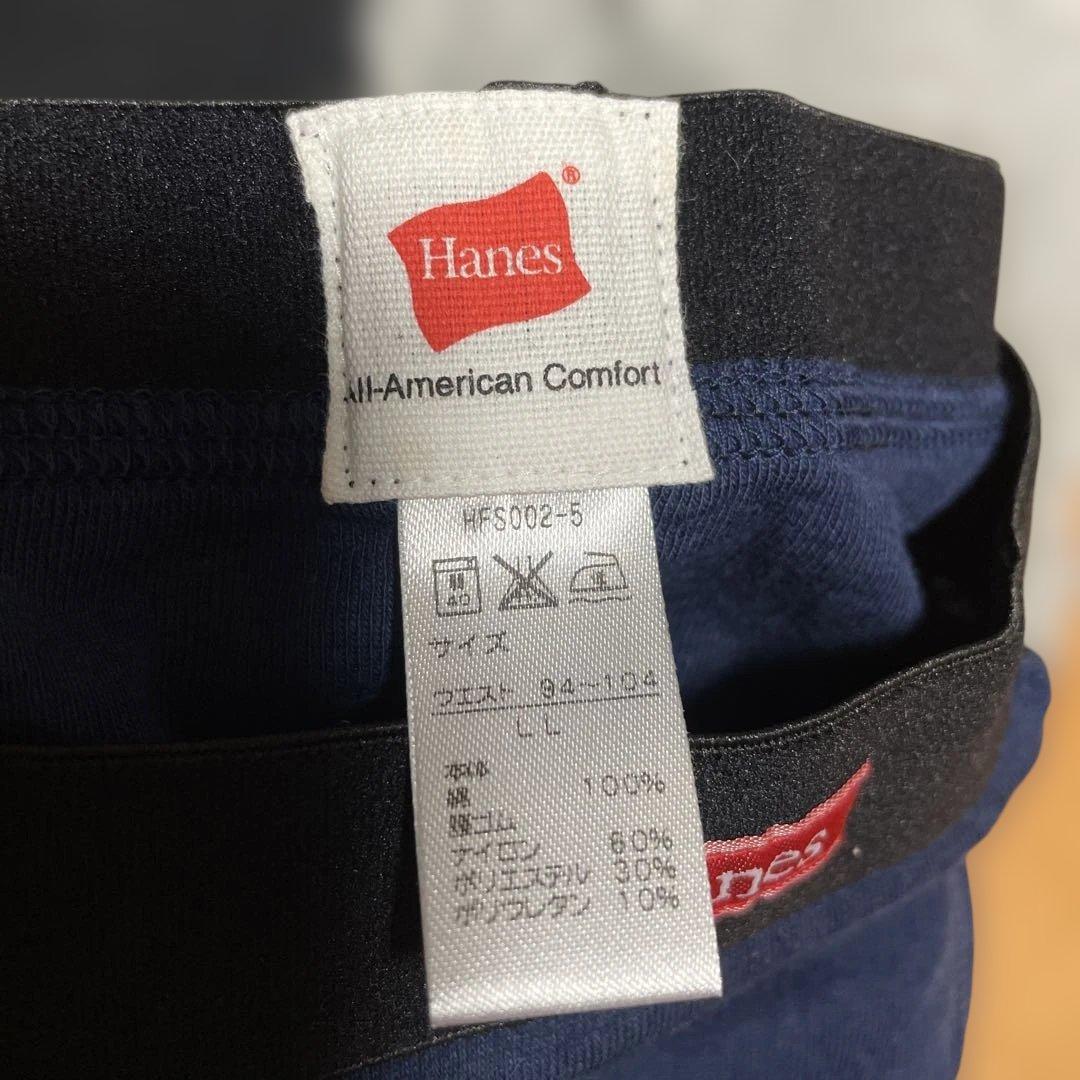 Hanes®
All-American Comfort
HFS002-5
40
サイズ
ウエスト 94～104
LL
本体
綿 100%
腰ゴム
ナイロン 60%
ポリエステル 30%
ポリウレタン 10%
nes